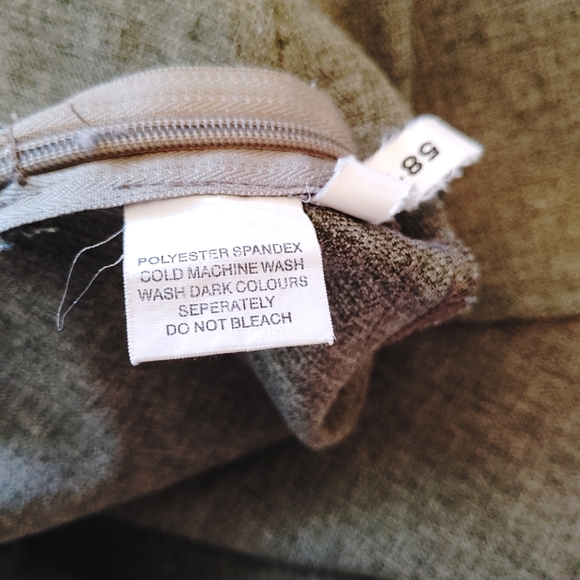 58
POLYESTER SPANDEX
COLD MACHINE WASH
WASH DARK COLOURS
SEPERATELY
DO NOT BLEACH